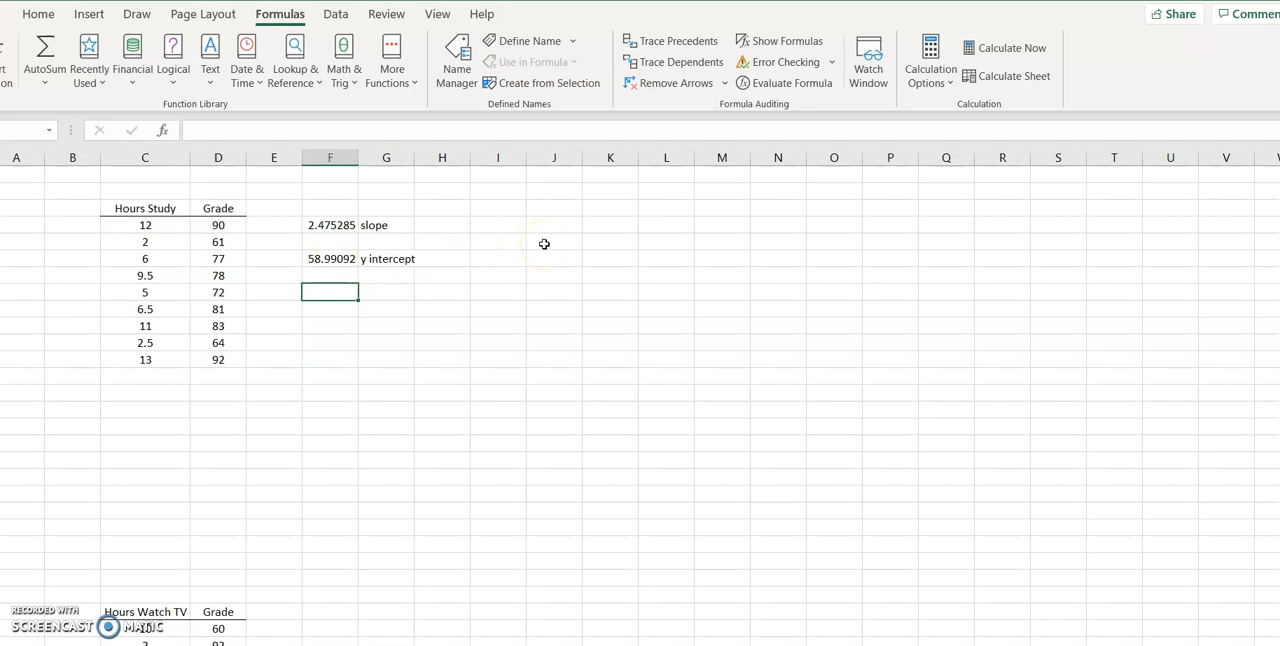 Home Insert Draw Page Layout Formulas Data Review View Help Share Commen
AutoSum Recently Used Financial Logical Text Date & Time Lookup & Reference Math & Trig More Functions Name Manager Define Name Use in Formula Create from Selection Trace Precedents Trace Dependents Remove Arrows Show Formulas Error Checking Evaluate Formula Watch Window Calculation Options Calculate Now Calculate Sheet
Function Library Defined Names Formula Auditing Calculation
fx
A B C D E F G H I J K L M N O P Q R S T U V
Hours Study Grade
12 90 2.475285 slope
2 61
6 77 58.99092 y intercept
9.5 78
5 72
6.5 81
11 83
2.5 64
13 92
Hours Watch TV Grade
60
RECORDED WITH
SCREENCAST MATIC